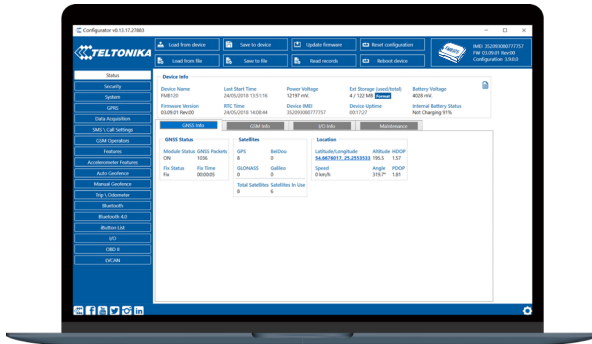 Configurator v0.13.17.27883
TELTONIKA
Load from device
Save to device
Update firmware
Reset configuration
Load from file
Save to file
Read records
Reboot device
FMB125
IMEI 352093080777757
FW 03.09.01 Rev:00
Configuration 3.9.0.0
Status
Security
System
GPRS
Data Acquisition
SMS \ Call Settings
GSM Operators
Features
Accelerometer Features
Auto Geofence
Manual Geofence
Trip \ Odometer
Bluetooth
Bluetooth 4.0
iButton List
I/O
OBD II
LVCAN
Device Info
Device Name
FMB120
Last Start Time
24/05/2018 13:51:16
Power Voltage
12197 mV.
Ext Storage (used/total)
4 / 122 MB Format
Battery Voltage
4028 mV.
Firmware Version
03.09.01 Rev:00
RTC Time
24/05/2018 14:08:44
Device IMEI
352093080777757
Device Uptime
00:17:27
Internal Battery Status
Not Charging 91%
GNSS Info
GSM Info
I/O Info
Maintenance
GNSS Status
Module Status GNSS Packets
ON 1036
Fix Status Fix Time
Fix 00:00:05
Satellites
GPS BeiDou
8 0
GLONASS Galileo
0 0
Total Satellites Satellites in Use
8 6
Location
Latitude/Longitude Altitude HDOP
54.6676017, 25.2553533 195.5 1.57
Speed Angle PDOP
0 km/h 319.7° 1.81